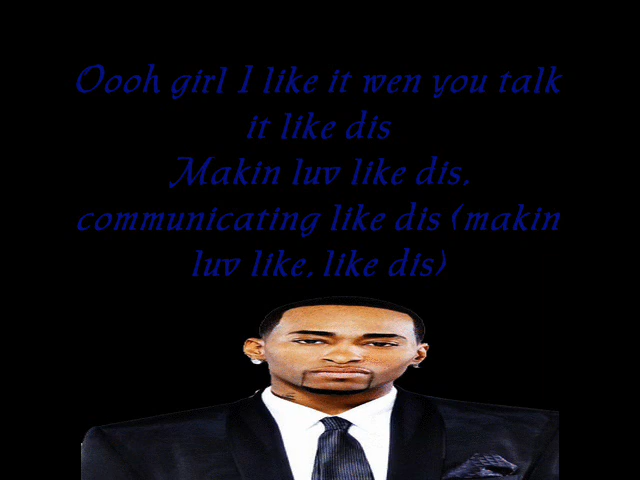 Oooh girl I like it wen you talk
it like dis
Makin luv like dis,
communicating like dis (makin
luv like, like dis)